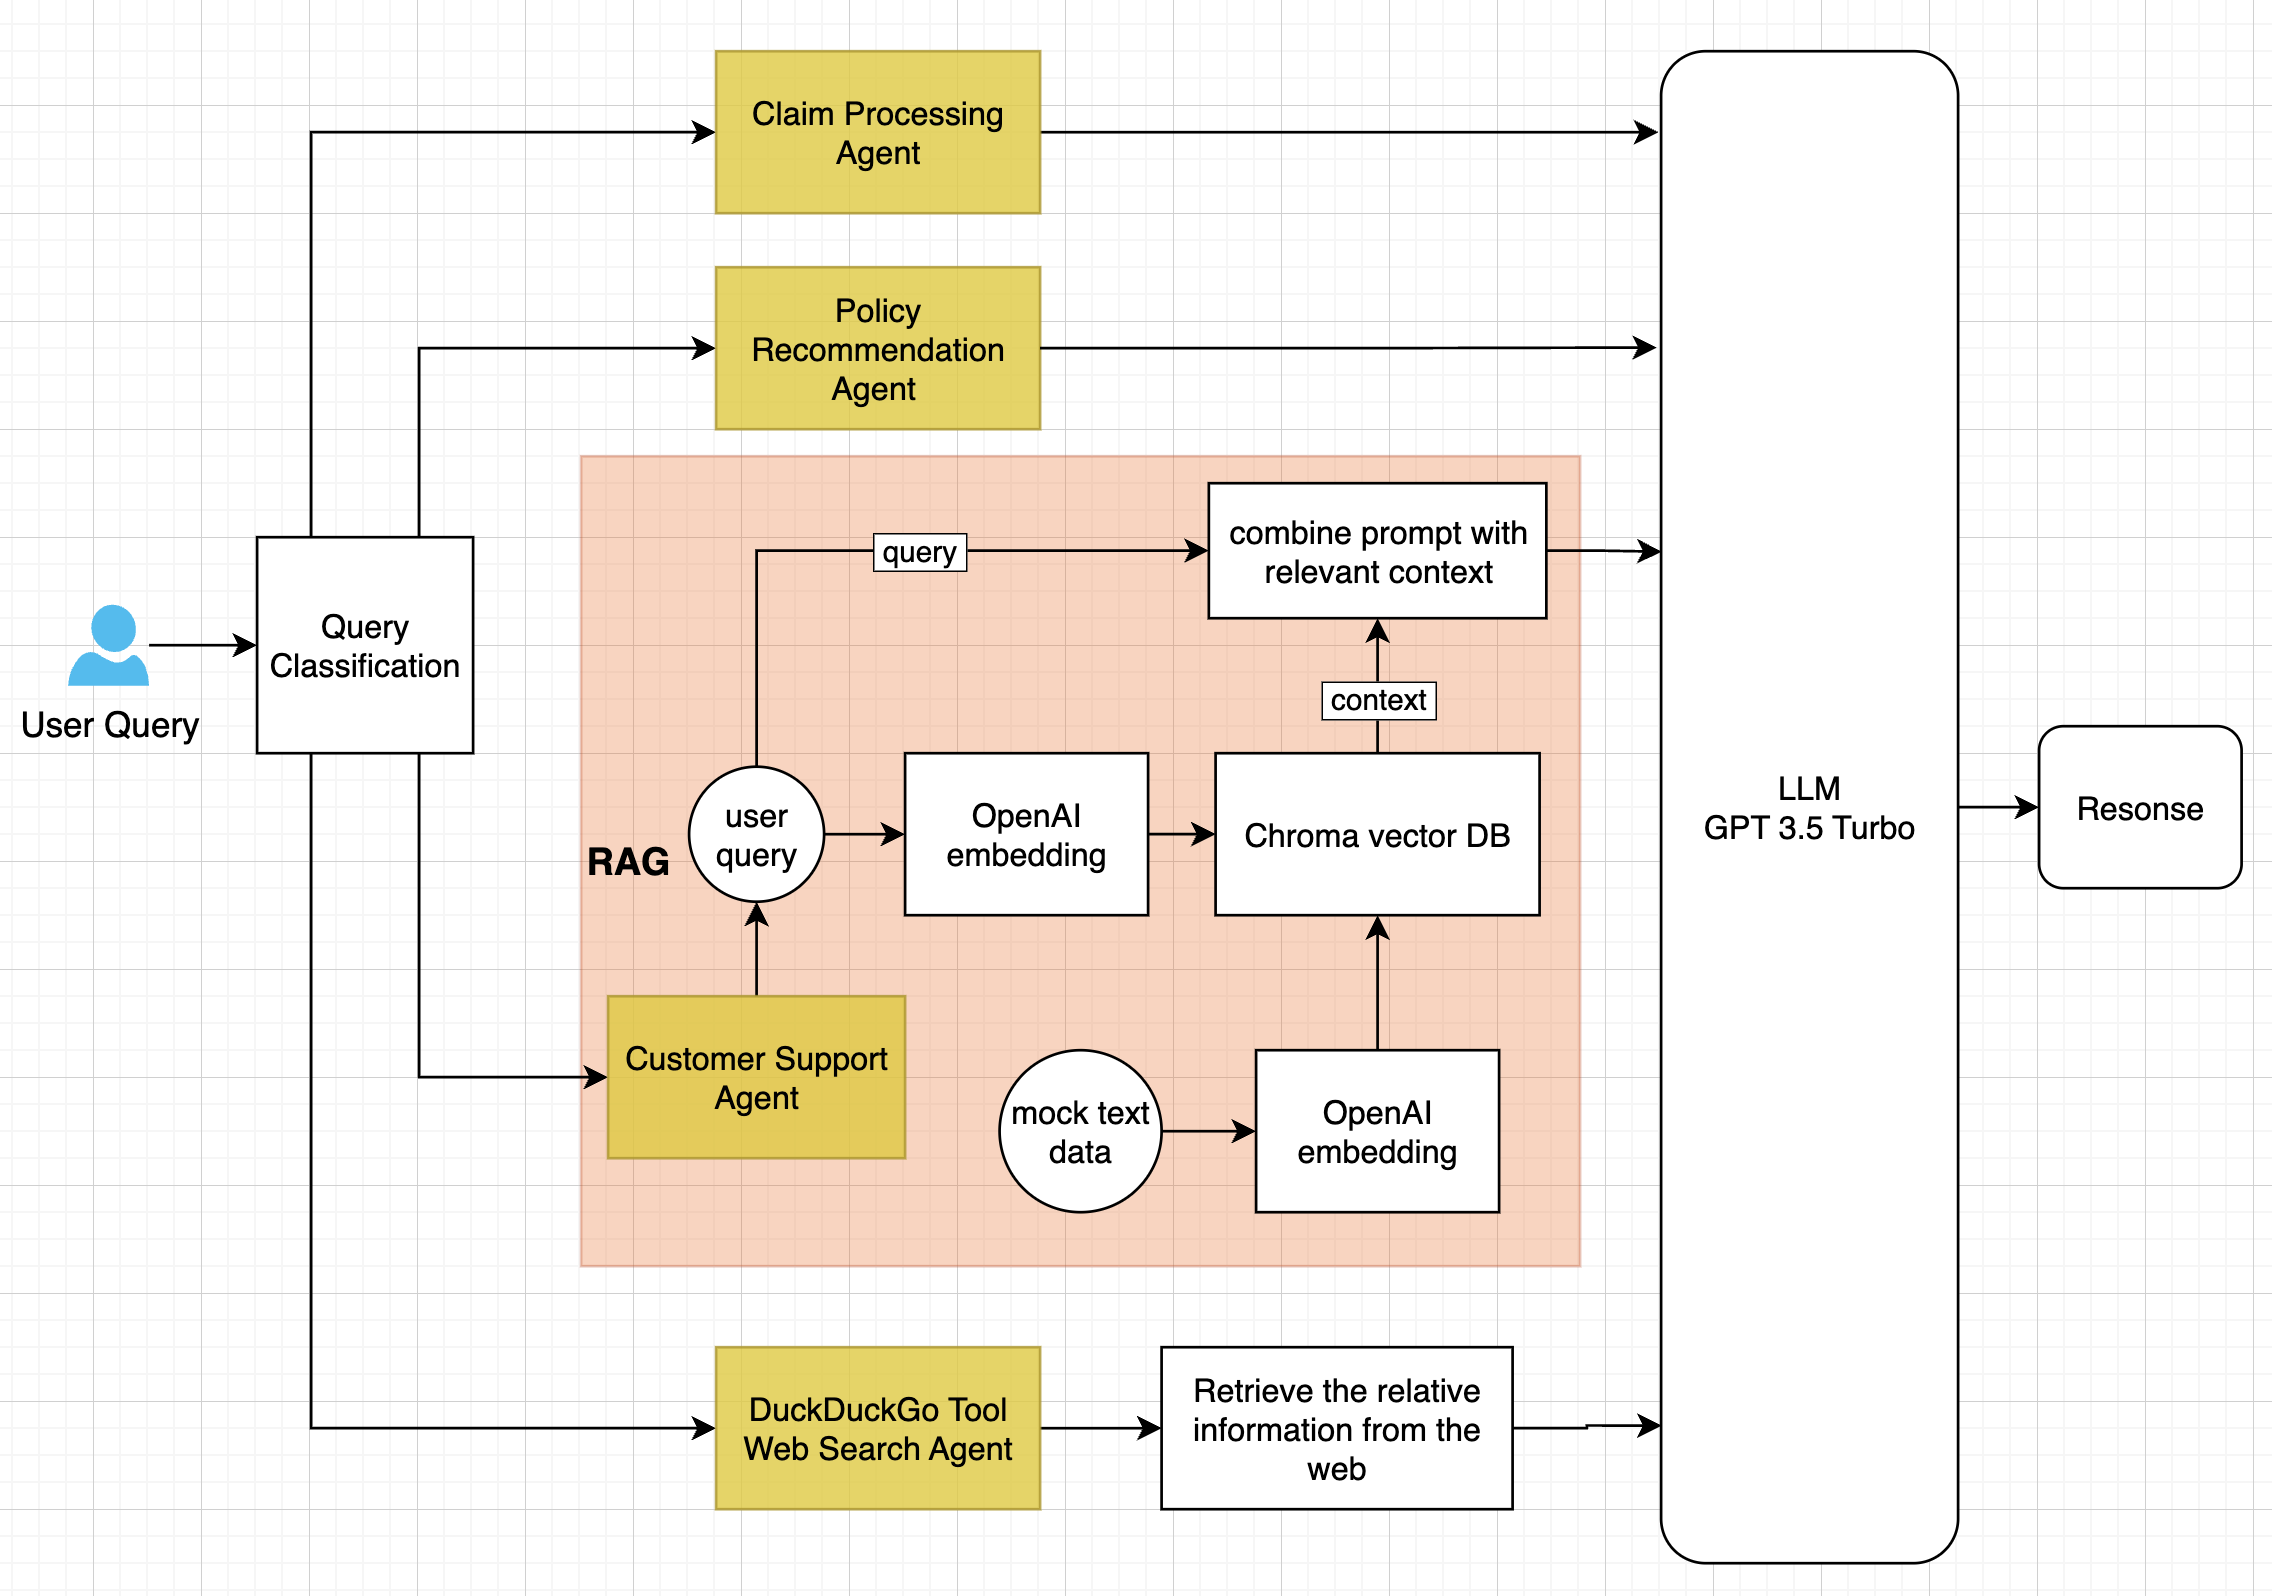 Claim Processing
Agent
Policy
Recommendation
Agent
query
combine prompt with
relevant context
Query
Classification
User Query
context
RAG
user
query
OpenAI
embedding
Chroma vector DB
LLM
GPT 3.5 Turbo
Resonse
Customer Support
Agent
mock text
data
OpenAI
embedding
DuckDuckGo Tool
Web Search Agent
Retrieve the relative
information from the
web